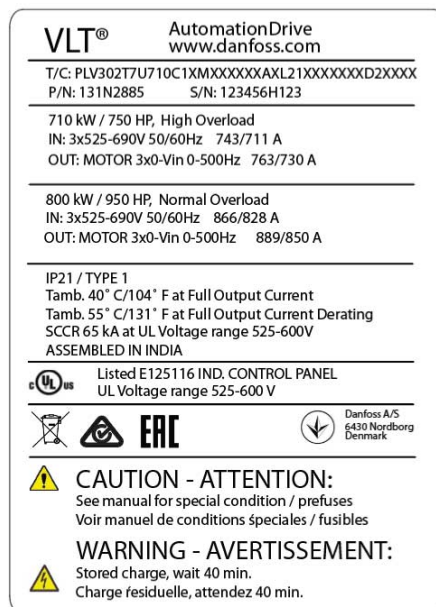 VLT®
AutomationDrive
www.danfoss.com
T/C: PLV302T7U710C1XMXXXXXXAXL21XXXXXXXD2XXXX
P/N: 131N2885 S/N: 123456H123
710 kW / 750 HP, High Overload
IN: 3x525-690V 50/60Hz 743/711 A
OUT: MOTOR 3x0-Vin 0-500Hz 763/730 A
800 kW / 950 HP, Normal Overload
IN: 3x525-690V 50/60Hz 866/828 A
OUT: MOTOR 3x0-Vin 0-500Hz 889/850 A
IP21 / TYPE 1
Tamb. 40˚ C/104˚ F at Full Output Current
Tamb. 55˚ C/131˚ F at Full Output Current Derating
SCCR 65 kA at UL Voltage range 525-600V
ASSEMBLED IN INDIA
c UL us
Listed E125116 IND. CONTROL PANEL
UL Voltage range 525-600 V
EAC
Danfoss A/S
6430 Nordborg
Denmark
CAUTION - ATTENTION:
See manual for special condition / prefuses
Voir manuel de conditions śpeciales / fusibles
WARNING - AVERTISSEMENT:
Stored charge, wait 40 min.
Charge ŕesiduelle, attendez 40 min.